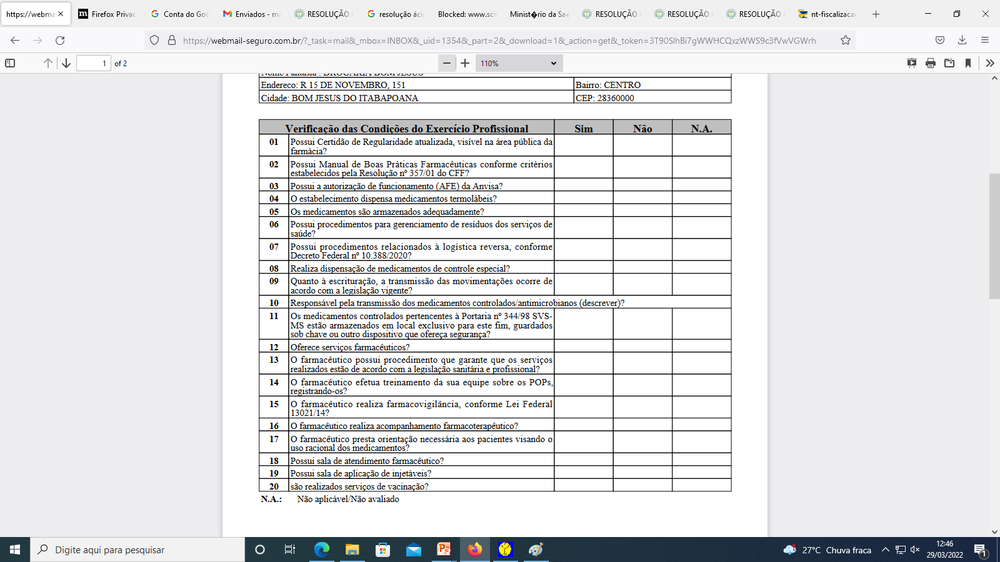 https://webma
Firefox Privac
Conta do Goo
Enviados - ma
RESOLUÇÃO
resolução ácid
Blocked: www.scie
Minist�rio da Sa
RESOLUÇÃO
RESOLUÇÃO
RESOLUÇÃO
nt-fiscalizaca
https://webmail-seguro.com.br/?_task=mail&_mbox=INBOX&_uid=1354&_part=2&_download=1&_action=get&_token=3T90SlhBi7gWWHCQxzWWS9c3fVwVGWrh
1 of 2
110%
Nome Fantasia : DROGARIA BOM JESUS
Endereco: R 15 DE NOVEMBRO, 151 Bairro: CENTRO
Cidade: BOM JESUS DO ITABAPOANA CEP: 28360000
Verificação das Condições do Exercício Profissional Sim Não N.A.
01 Possui Certidão de Regularidade atualizada, visível na área pública da
farmácia?
02 Possui Manual de Boas Práticas Farmacêuticas conforme critérios
estabelecidos pela Resolução nº 357/01 do CFF?
03 Possui a autorização de funcionamento (AFE) da Anvisa?
04 O estabelecimento dispensa medicamentos termolábeis?
05 Os medicamentos são armazenados adequadamente?
06 Possui procedimentos para gerenciamento de resíduos dos serviços de
saúde?
07 Possui procedimentos relacionados à logística reversa, conforme
Decreto Federal nº 10.388/2020?
08 Realiza dispensação de medicamentos de controle especial?
09 Quanto à escrituração, a transmissão das movimentações ocorre de
acordo com a legislação vigente?
10 Responsável pela transmissão dos medicamentos controlados/antimicrobianos (descrever)?
11 Os medicamentos controlados pertencentes à Portaria nº 344/98 SVS-
MS estão armazenados em local exclusivo para este fim, guardados
sob chave ou outro dispositivo que ofereça segurança?
12 Oferece serviços farmacêuticos?
13 O farmacêutico possui procedimento que garante que os serviços
realizados estão de acordo com a legislação sanitária e profissional?
14 O farmacêutico efetua treinamento da sua equipe sobre os POPs,
registrando-os?
15 O farmacêutico realiza farmacovigilância, conforme Lei Federal
13021/14?
16 O farmacêutico realiza acompanhamento farmacoterapêutico?
17 O farmacêutico presta orientação necessária aos pacientes visando o
uso racional dos medicamentos?
18 Possui sala de atendimento farmacêutico?
19 Possui sala de aplicação de injetáveis?
20 são realizados serviços de vacinação?
N.A.: Não aplicável/Não avaliado
Digite aqui para pesquisar
27°C Chuva fraca
12:46
29/03/2022
1